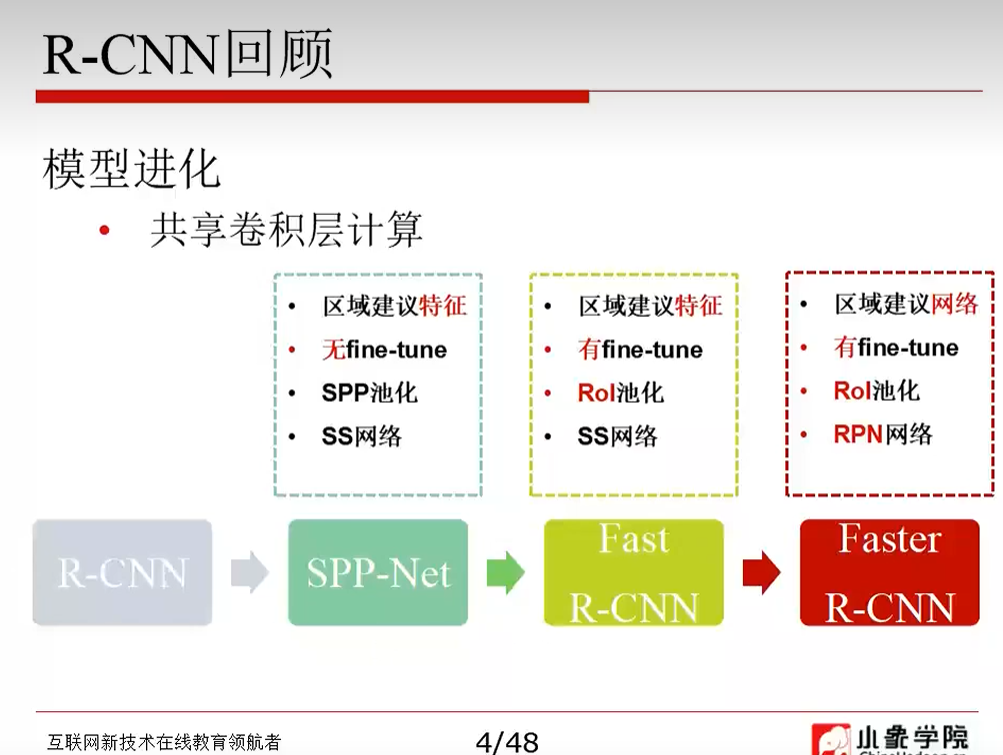 R-CNN回顾
模型进化
• 共享卷积层计算
• 区域建议特征
• 无fine-tune
• SPP池化
• SS网络
• 区域建议特征
• 有fine-tune
• RoI池化
• SS网络
• 区域建议网络
• 有fine-tune
• RoI池化
• RPN网络
R-CNN
SPP-Net
Fast
R-CNN
Faster
R-CNN
互联网新技术在线教育领航者
4/48
小象学院